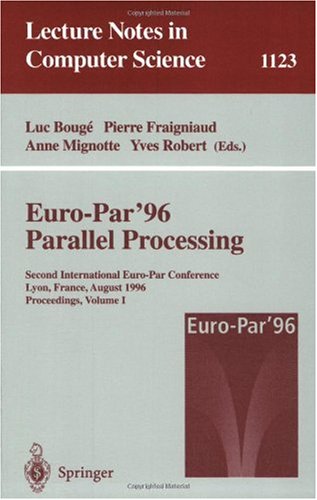 Lecture Notes in
Computer Science 1123
Luc Bougé Pierre Fraigniaud
Anne Mignotte Yves Robert (Eds.)
Euro-Par'96
Parallel Processing
Second International Euro-Par Conference
Lyon, France, August 1996
Proceedings, Volume I
Euro-Par'96
Springer